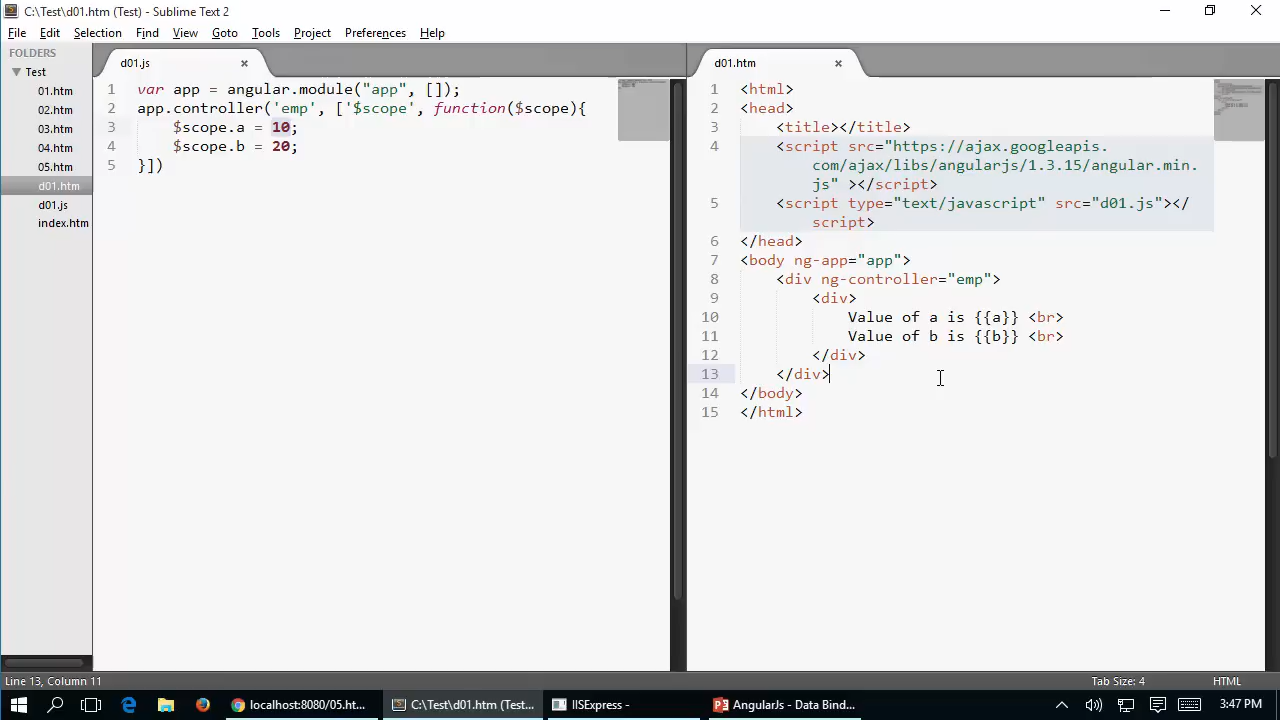 C:\Test\d01.htm (Test) - Sublime Text 2
File Edit Selection Find View Goto Tools Project Preferences Help
FOLDERS
Test
01.htm
02.htm
03.htm
04.htm
05.htm
d01.htm
d01.js
index.htm
d01.js
1 var app = angular.module("app", []);
2 app.controller('emp', ['$scope', function($scope){
3 $scope.a = 10;
4 $scope.b = 20;
5 }])
d01.htm
1 <html>
2 <head>
3 <title></title>
4 <script src="https://ajax.googleapis.
com/ajax/libs/angularjs/1.3.15/angular.min.
js" ></script>
5 <script type="text/javascript" src="d01.js"></
script>
6 </head>
7 <body ng-app="app">
8 <div ng-controller="emp">
9 <div>
10 Value of a is {{a}} <br>
11 Value of b is {{b}} <br>
12 </div>
13 </div>
14 </body>
15 </html>
Line 13, Column 11 Tab Size: 4 HTML
localhost:8080/05.ht... C:\Test\d01.htm (Test... IISExpress - AngularJs - Data Bind... 3:47 PM